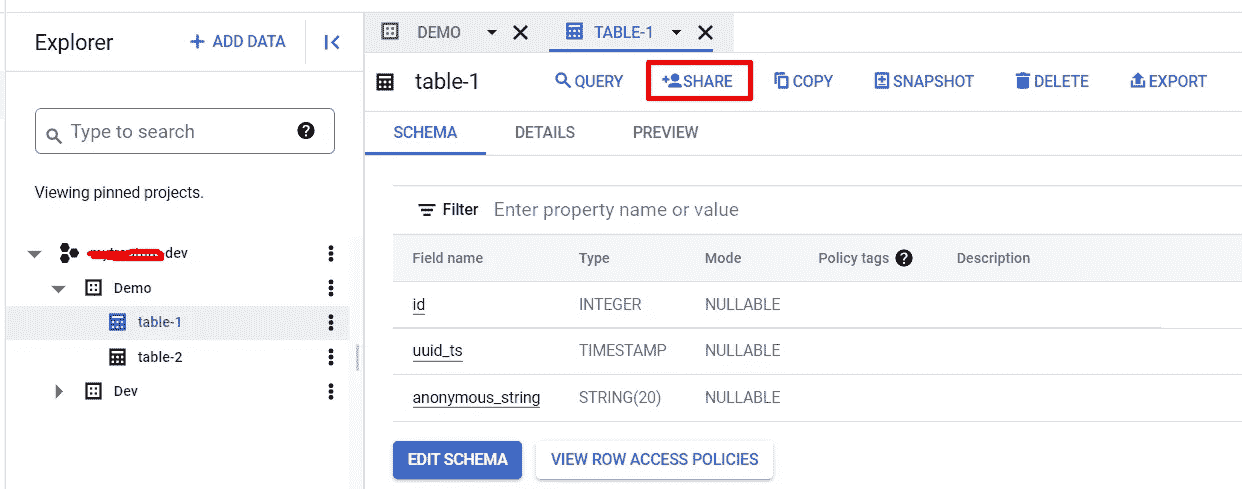 Explorer
+ ADD DATA
DEMO
TABLE-1
table-1
QUERY
SHARE
COPY
SNAPSHOT
DELETE
EXPORT
Type to search
?
SCHEMA
DETAILS
PREVIEW
Viewing pinned projects.
dev
Demo
table-1
table-2
Dev
Filter
Enter property name or value
Field name Type Mode Policy tags ? Description
id INTEGER NULLABLE
uuid_ts TIMESTAMP NULLABLE
anonymous_string STRING(20) NULLABLE
EDIT SCHEMA
VIEW ROW ACCESS POLICIES